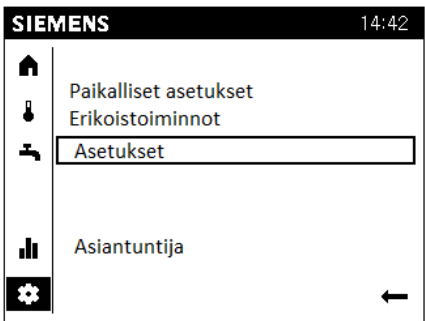 SIEMENS 14:42
Paikalliset asetukset
Erikoistoiminnot
Asetukset
Asiantuntija